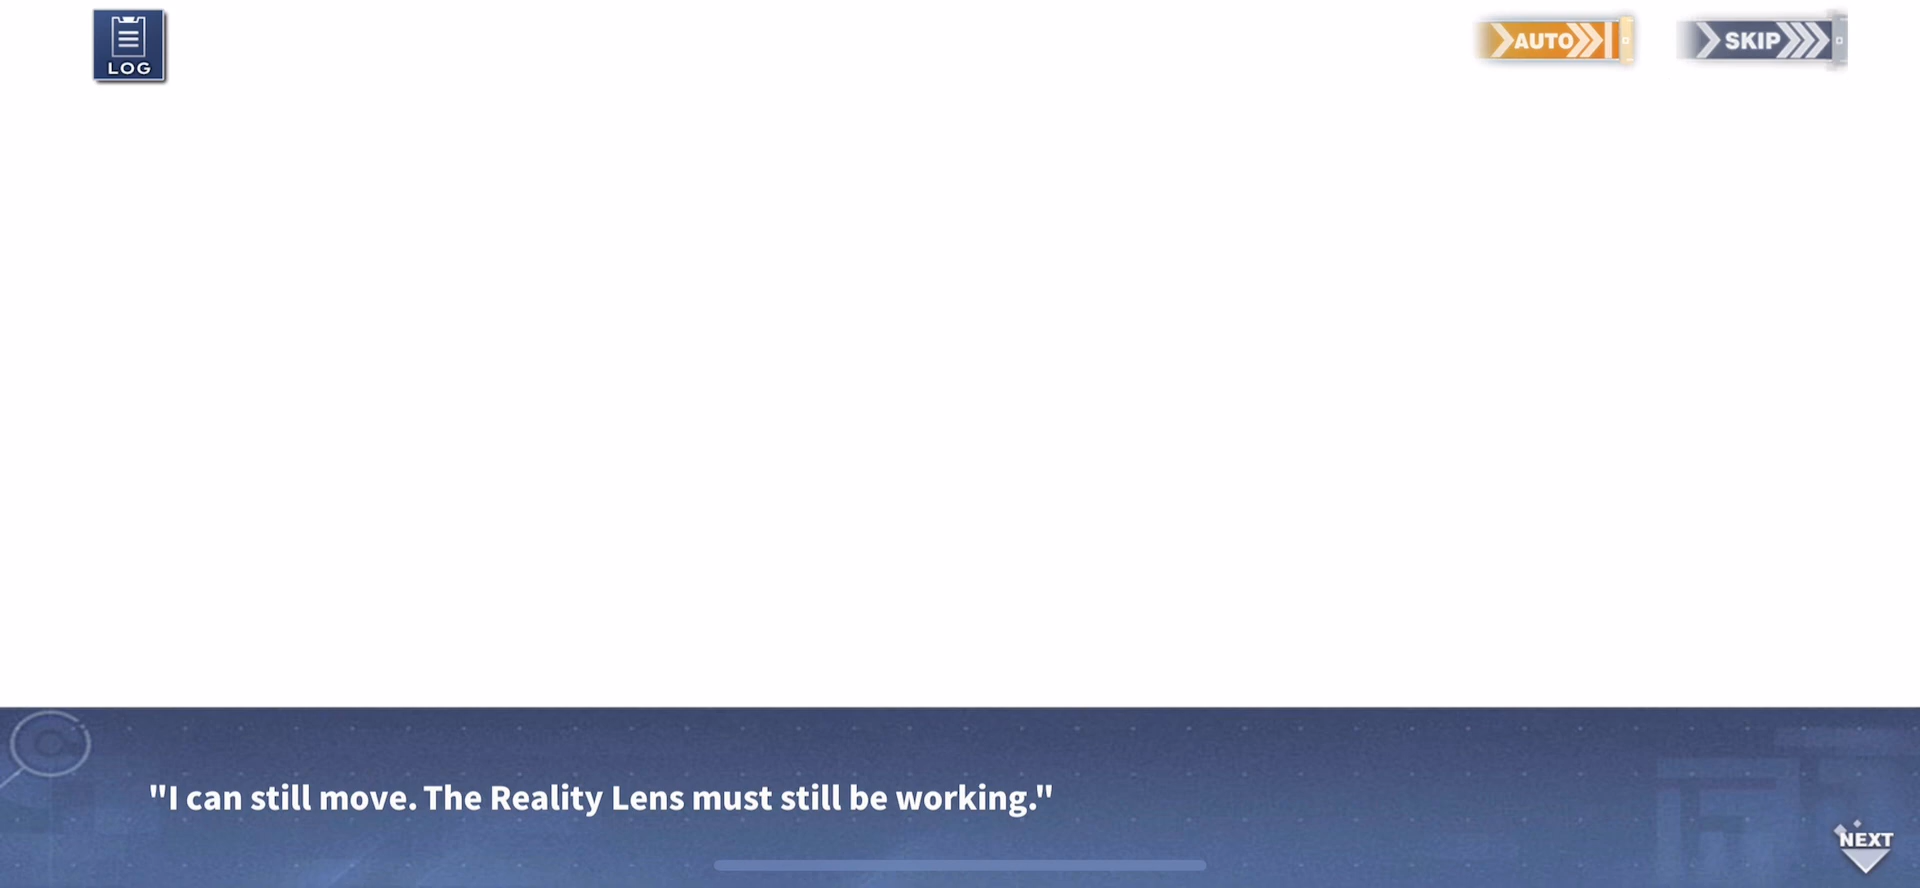 LOG
AUTO
SKIP
"I can still move. The Reality Lens must still be working."
NEXT